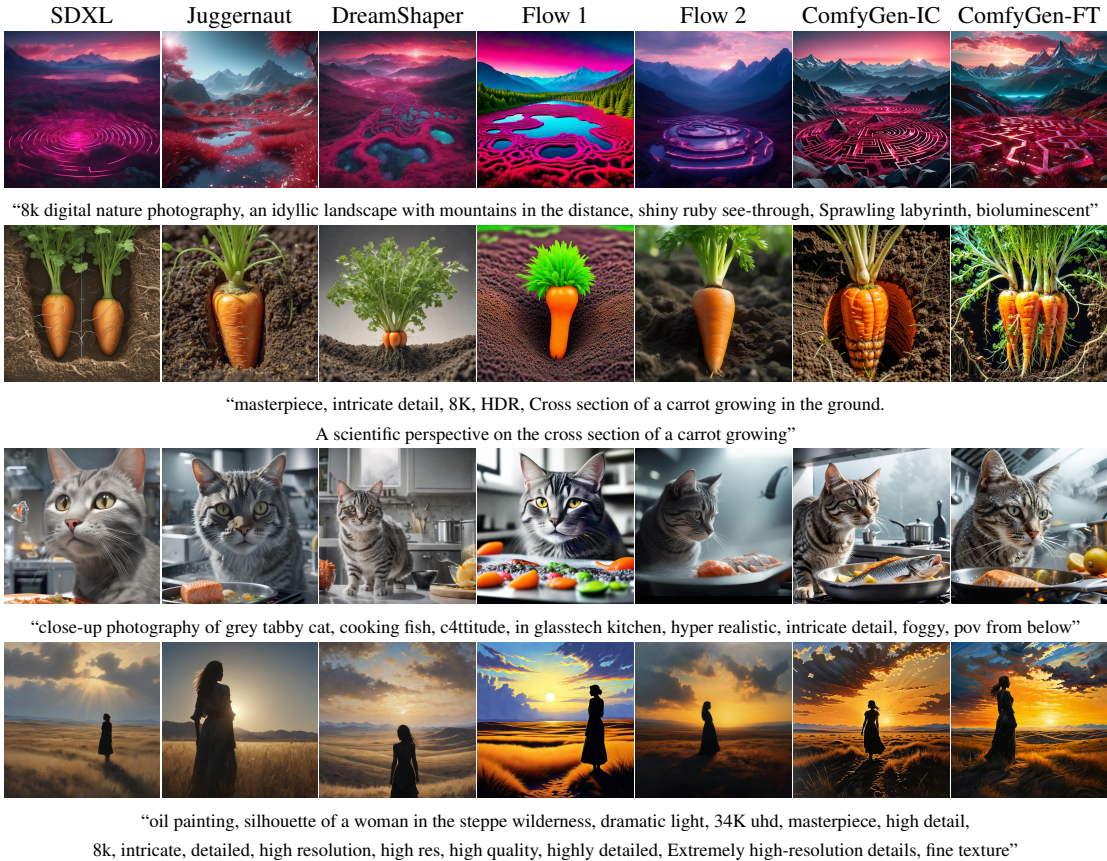 SDXL Juggernaut DreamShaper Flow 1 Flow 2 ComfyGen-IC ComfyGen-FT
“8k digital nature photography, an idyllic landscape with mountains in the distance, shiny ruby see-through, Sprawling labyrinth, bioluminescent”
“masterpiece, intricate detail, 8K, HDR, Cross section of a carrot growing in the ground.
A scientific perspective on the cross section of a carrot growing”
“close-up photography of grey tabby cat, cooking fish, c4ttitude, in glasstech kitchen, hyper realistic, intricate detail, foggy, pov from below”
“oil painting, silhouette of a woman in the steppe wilderness, dramatic light, 34K uhd, masterpiece, high detail,
8k, intricate, detailed, high resolution, high res, high quality, highly detailed, Extremely high-resolution details, fine texture”